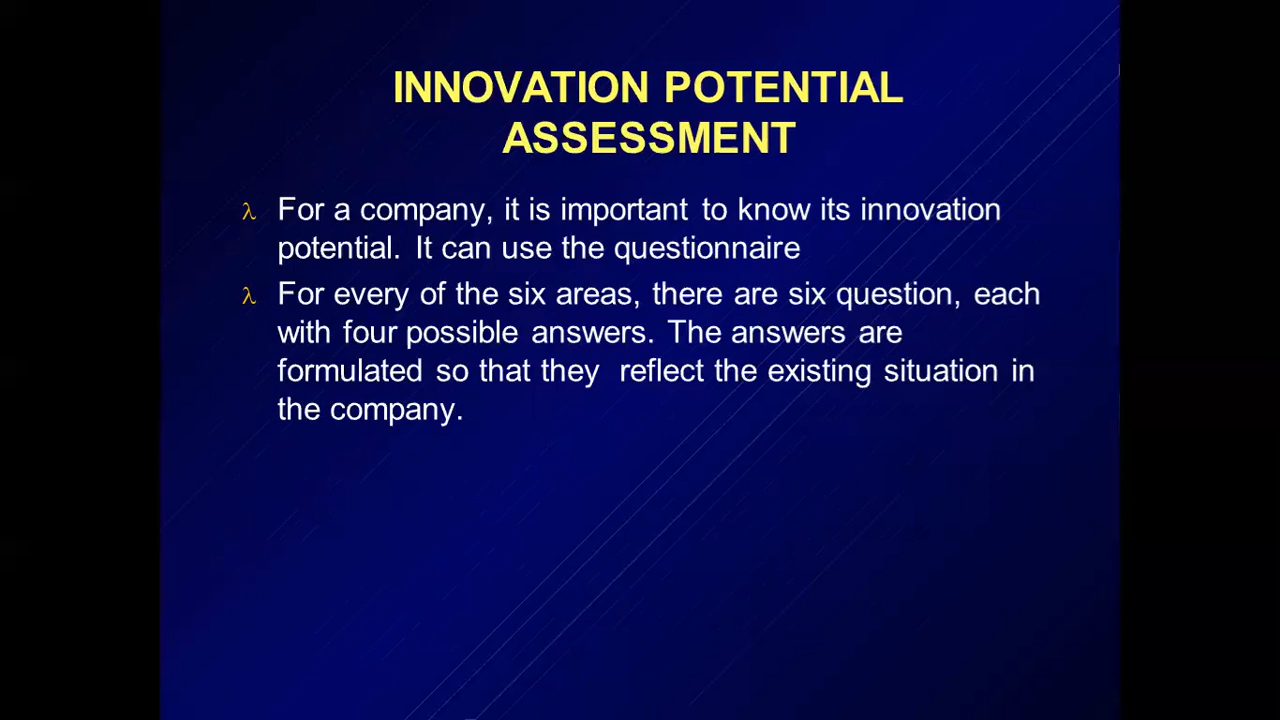 INNOVATION POTENTIAL
ASSESSMENT
λ For a company, it is important to know its innovation
potential. It can use the questionnaire
λ For every of the six areas, there are six question, each
with four possible answers. The answers are
formulated so that they  reflect the existing situation in
the company.